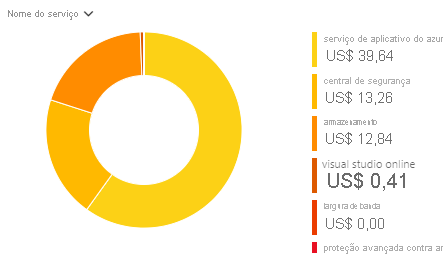 Nome do serviço
serviço de aplicativo do azur
US$ 39,64
central de segurança
US$ 13,26
armazenamento
US$ 12,84
visual studio online
US$ 0,41
largura de banda
US$ 0,00
proteção avançada contra am